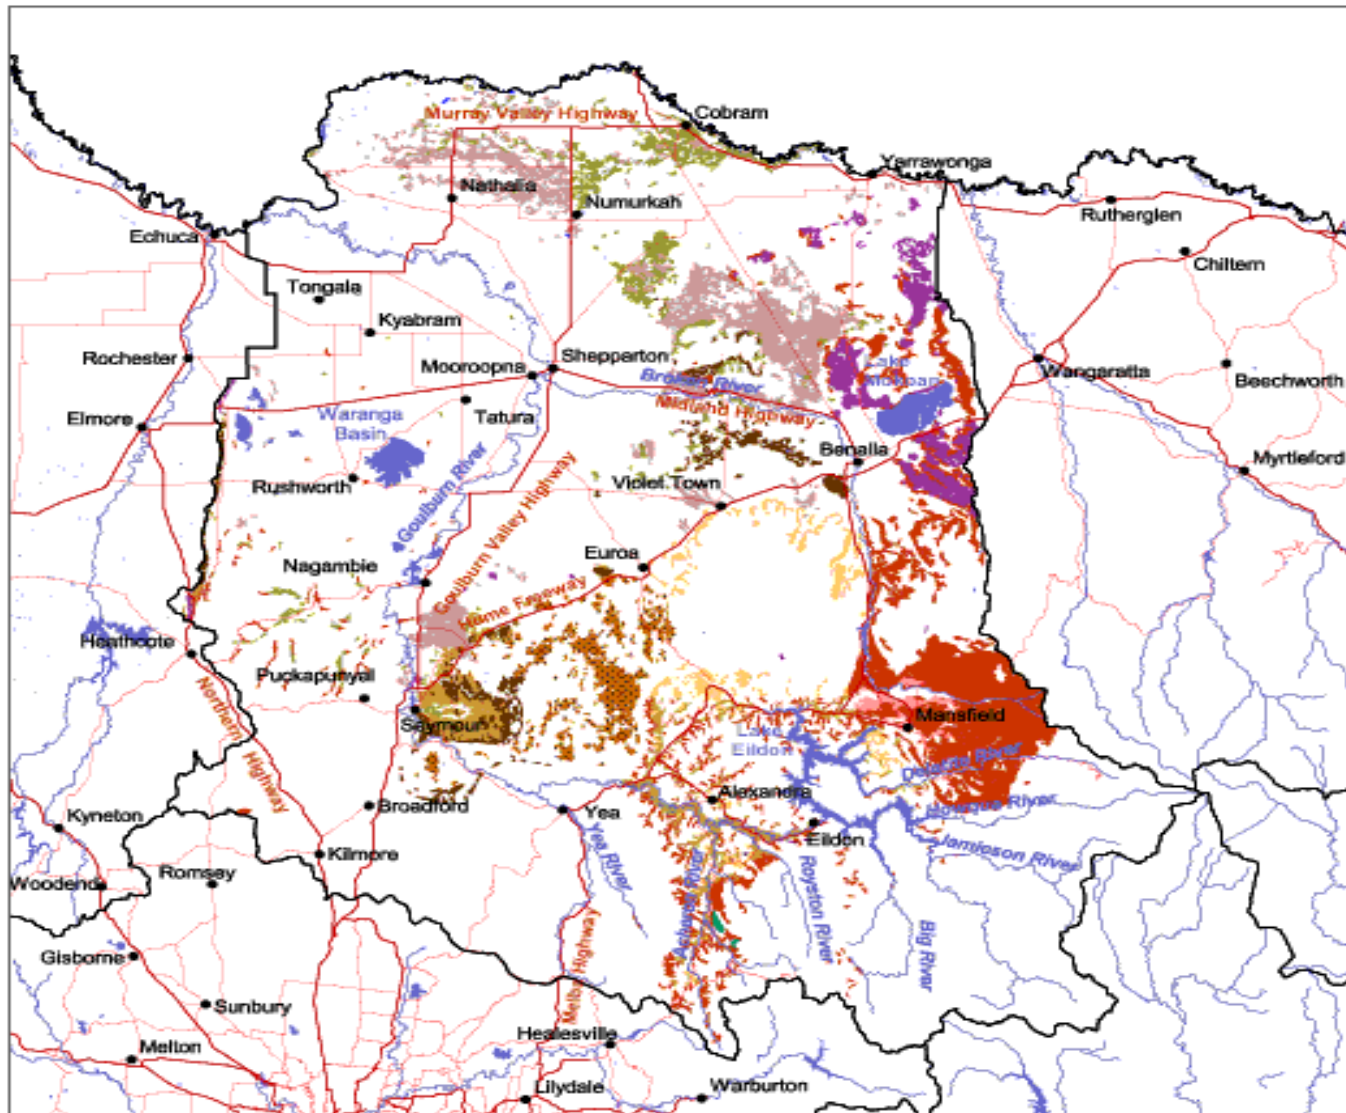 Murray Valley Highway
Cobram
Yarrawonga
Nathalia
Numurkah
Rutherglen
Echuca
Chiltern
Tongala
Kyabram
Rochester
Mooroopna
Shepparton
Broken River
Lake
Mokoan
Wangaratta
Beechworth
Elmore
Waranga
Basin
Tatura
Midland Highway
Benalla
Myrtleford
Rushworth
Goulburn River
Violet Town
Goulburn Valley Highway
Nagambie
Euroa
Hume Freeway
Heathcote
Puckapunyal
Northern Highway
Seymour
Mansfield
Lake
Eildon
Delatite River
Alexandra
Howqua River
Broadford
Yea
Kyneton
Eildon
Jamieson River
Kilmore
Yea River
Woodend
Romsey
Acheron River
Royston River
Big River
Gisborne
Melba Highway
Sunbury
Healesville
Melton
Lilydale
Warburton